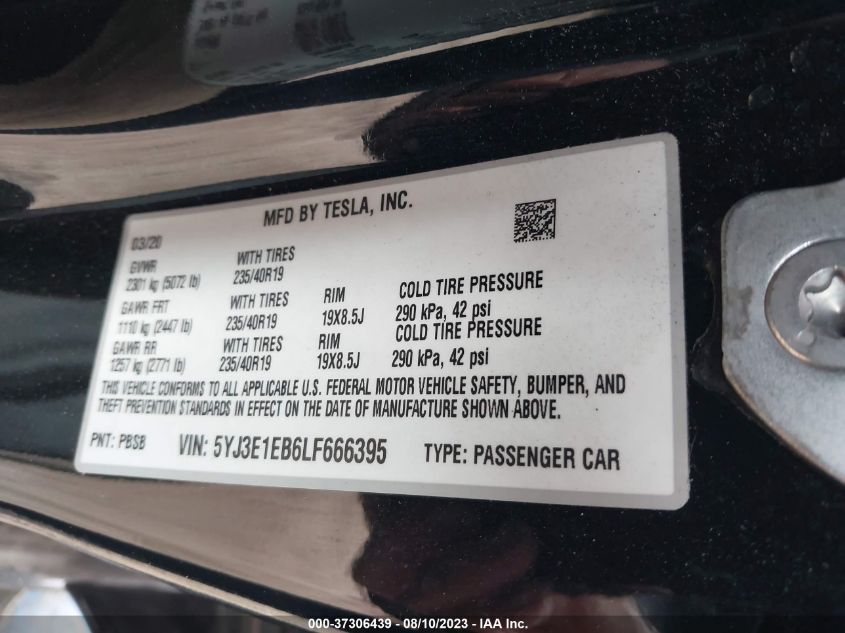 MFD BY TESLA, INC.
03/20
GVWR WITH TIRES
2301 kg (5072 lb) 235/40R19
GAWR FRT WITH TIRES RIM COLD TIRE PRESSURE
1110 kg (2447 lb) 235/40R19 19X8.5J 290 kPa, 42 psi
GAWR RR WITH TIRES RIM COLD TIRE PRESSURE
1257 kg (2771 lb) 235/40R19 19X8.5J 290 kPa, 42 psi
THIS VEHICLE CONFORMS TO ALL APPLICABLE U.S. FEDERAL MOTOR VEHICLE SAFETY, BUMPER, AND
THEFT PREVENTION STANDARDS IN EFFECT ON THE DATE OF MANUFACTURE SHOWN ABOVE.
PNT: PBSB VIN: 5YJ3E1EB6LF666395 TYPE: PASSENGER CAR
000-37306439 - 08/10/2023 - IAA Inc.